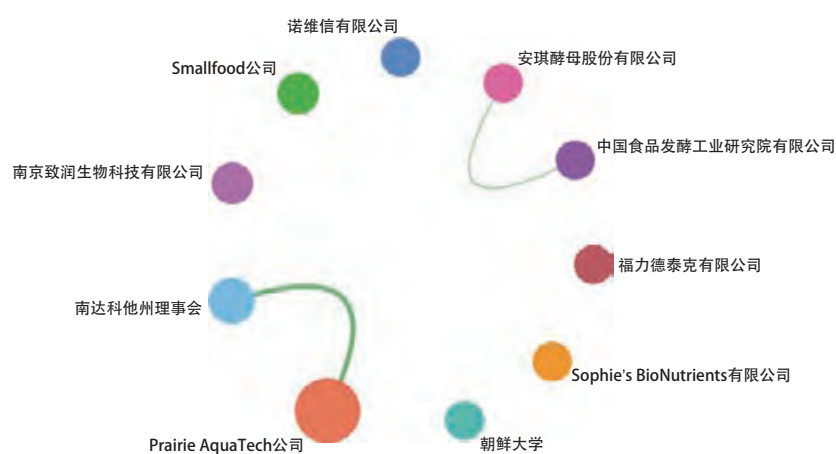 诺维信有限公司
安琪酵母股份有限公司
Smallfood公司
中国食品发酵工业研究院有限公司
南京致润生物科技有限公司
福力德泰克有限公司
南达科他州理事会
Sophie's BioNutrients有限公司
Prairie AquaTech公司
朝鲜大学